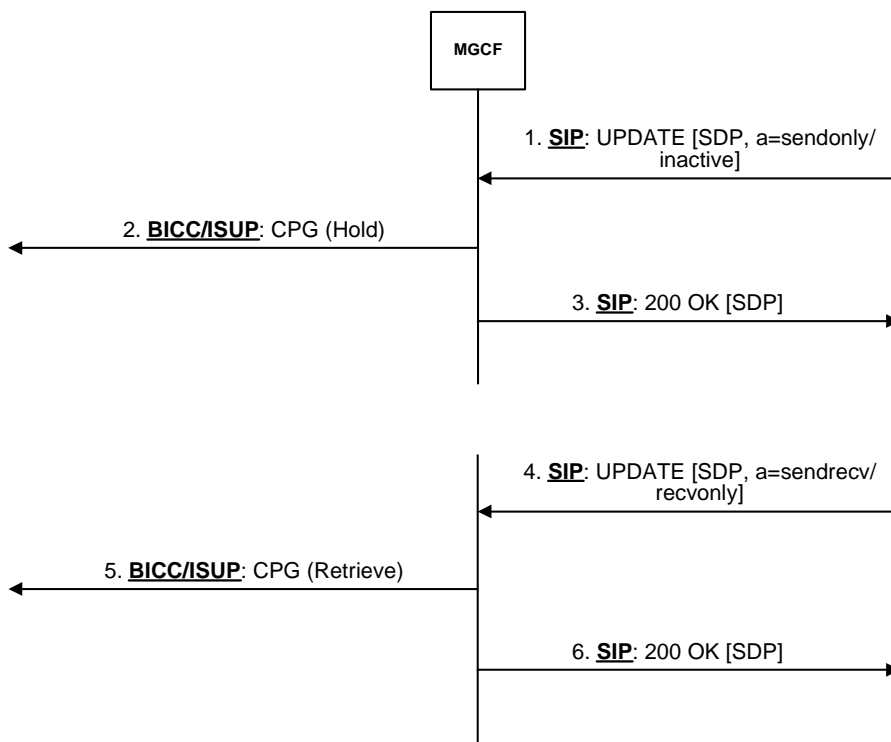 MGCF
1. SIP: UPDATE [SDP, a=sendonly/
inactive]
2. BICC/ISUP: CPG (Hold)
3. SIP: 200 OK [SDP]
4. SIP: UPDATE [SDP, a=sendrecv/
recvonly]
5. BICC/ISUP: CPG (Retrieve)
6. SIP: 200 OK [SDP]